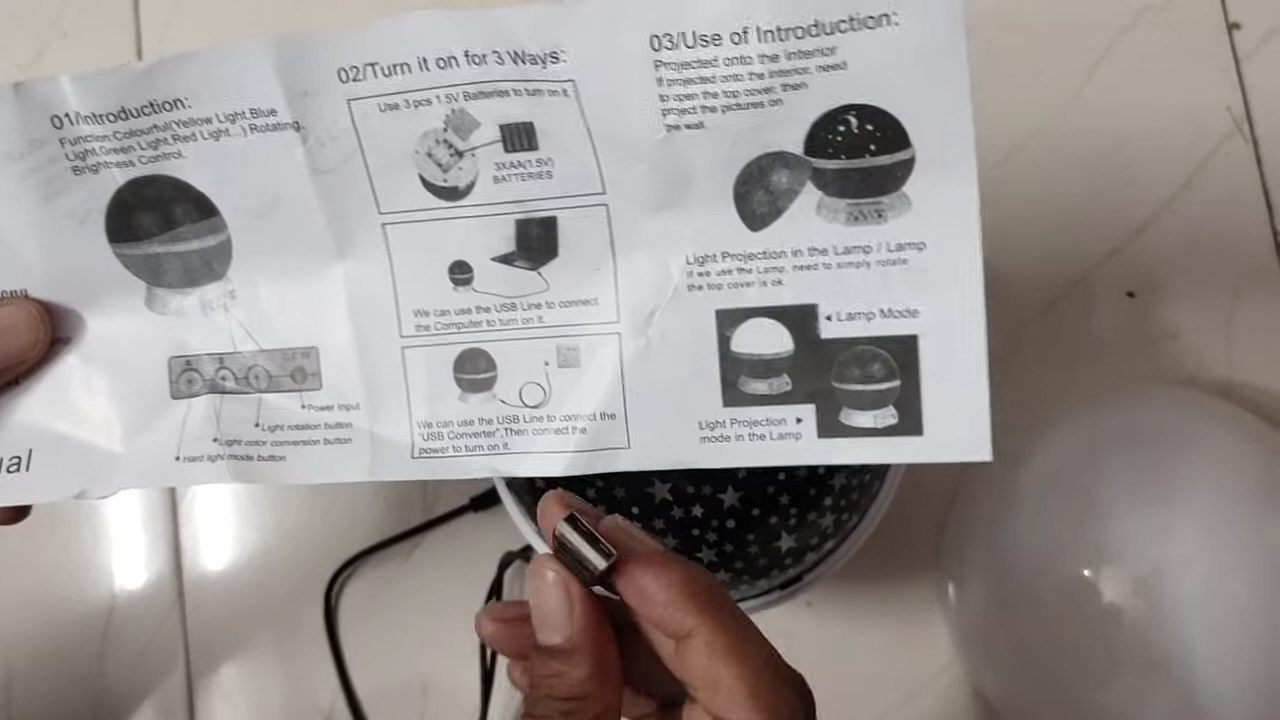 01/Introduction:
Function:Colourful(Yellow Light,Blue
Light,Green Light,Red Light...) Rotating,
Brightness Control.
A
B
C
Power Input
Light rotation button
Light color conversion button
Hard light mode button
ual
02/Turn it on for 3 Ways:
Use 3 pcs 1.5V Batteries to turn on it.
3XAA(1.5V)
BATTERIES
We can use the USB Line to connect
the Computer to turn on it.
We can use the USB Line to connect the
"USB Converter",Then connect the
power to turn on it.
03/Use of Introduction:
Projected onto the interior
If projected onto the interior, need
to open the top cover, then
project the pictures on
the wall.
Light Projection in the Lamp / Lamp
If we use the Lamp, need to simply rotate
the top cover is ok.
◂ Lamp Mode
Light Projection ▸
mode in the Lamp